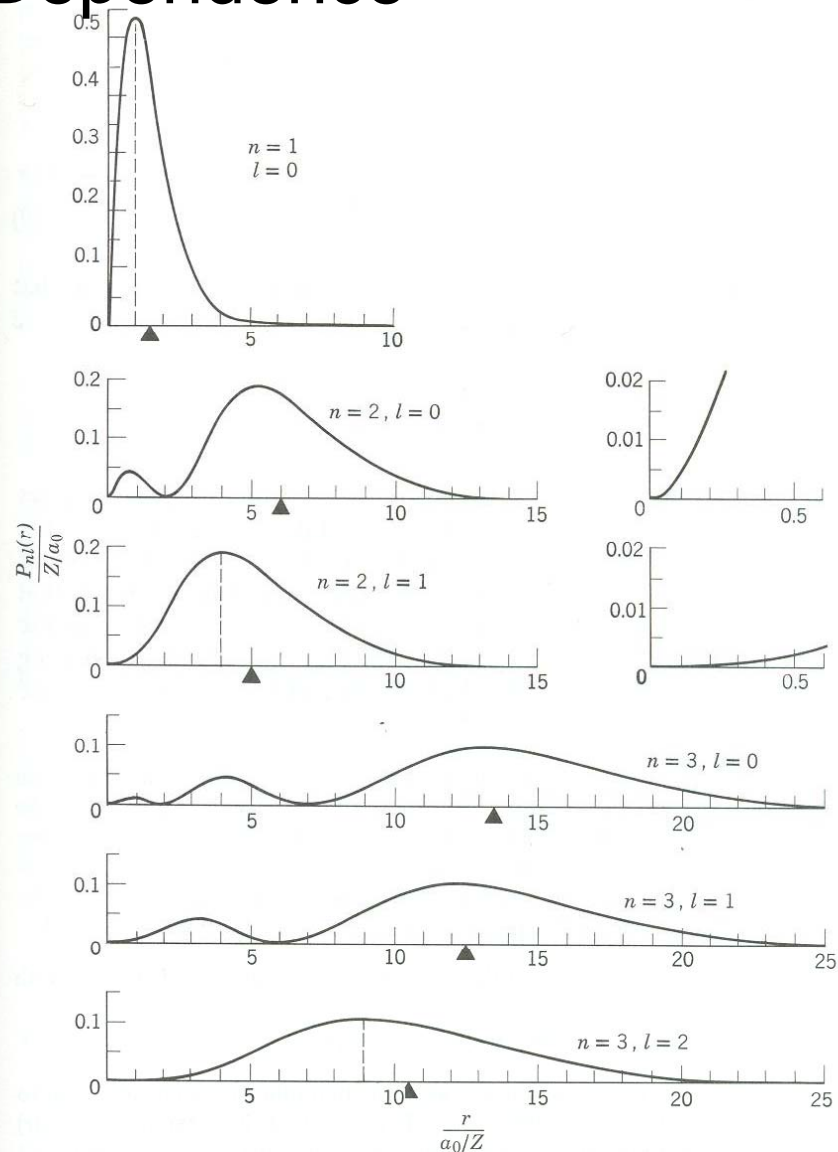 Dependence
0.5
0.4
0.3
0.2
0.1
0
n = 1
l = 0
5 10
0.2
0.1
0
n = 2, l = 0
5 10 15
0.02
0.01
0
0.5
0.2
0.1
0
n = 2, l = 1
5 10 15
0.02
0.01
0
0.5
P_{nl}(r)
Z/a_0
0.1
0
n = 3, l = 0
5 10 15 20
0.1
0
n = 3, l = 1
5 10 15 20 25
0.1
0
n = 3, l = 2
5 10 15 20 25
r
a_0/Z